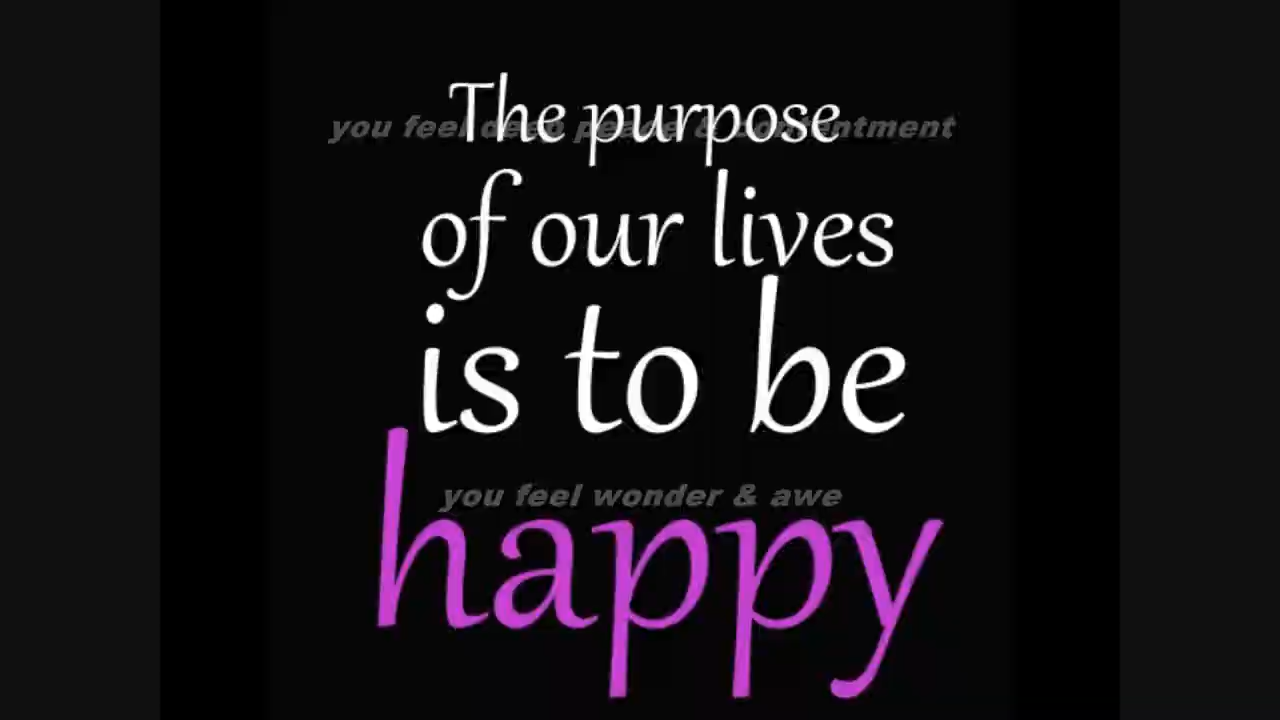 The purpose
you feel deep peace & contentment
of our lives
is to be
you feel wonder & awe
happy